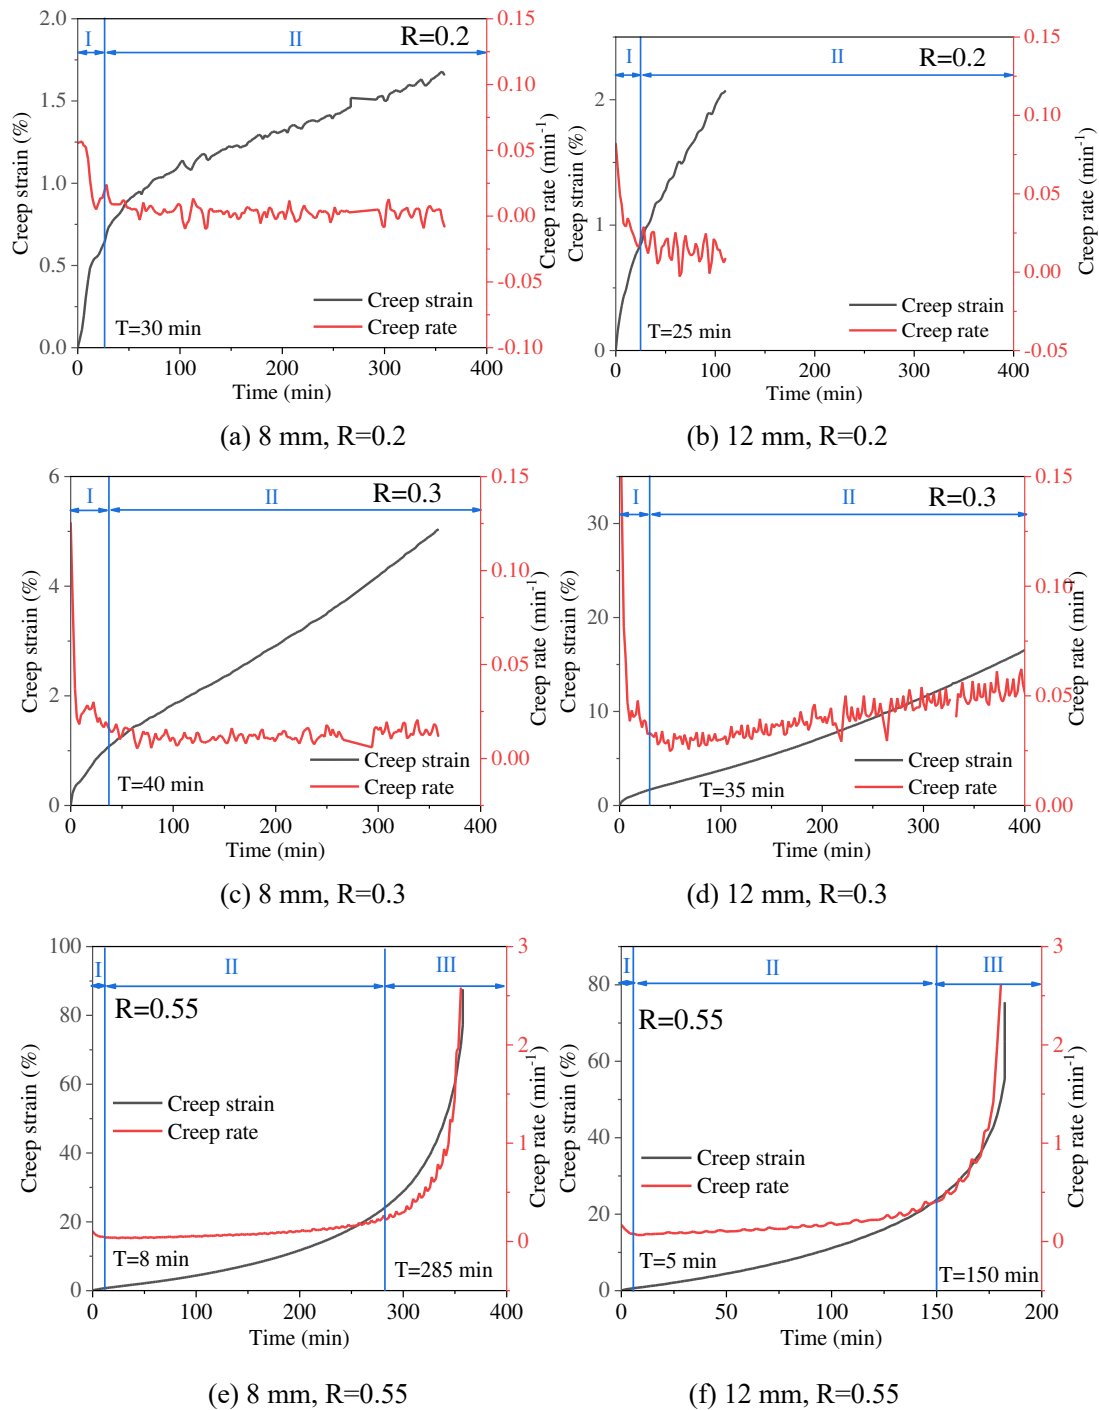 I II R=0.2
2.0
1.5
1.0
0.5
0.0
Creep strain (%)
0.15
0.10
0.05
0.00
-0.05
-0.10
Creep rate (min⁻¹)
T=30 min
Creep strain
Creep rate
0 100 200 300 400
Time (min)
(a) 8 mm, R=0.2
I II R=0.2
2
1
0
Creep strain (%)
0.15
0.10
0.05
0.00
-0.05
Creep rate (min⁻¹)
T=25 min
Creep strain
Creep rate
0 100 200 300 400
Time (min)
(b) 12 mm, R=0.2
I II R=0.3
6
4
2
0
Creep strain (%)
0.15
0.10
0.05
0.00
Creep rate (min⁻¹)
T=40 min
Creep strain
Creep rate
0 100 200 300 400
Time (min)
(c) 8 mm, R=0.3
I II R=0.3
30
20
10
0
Creep strain (%)
0.15
0.10
0.05
0.00
Creep rate (min⁻¹)
T=35 min
Creep strain
Creep rate
0 100 200 300 400
Time (min)
(d) 12 mm, R=0.3
I II III
R=0.55
100
80
60
40
20
0
Creep strain (%)
3
2
1
0
Creep rate (min⁻¹)
Creep strain
Creep rate
T=8 min
T=285 min
0 100 200 300 400
Time (min)
(e) 8 mm, R=0.55
I II III
R=0.55
80
60
40
20
0
Creep strain (%)
3
2
1
0
Creep rate (min⁻¹)
Creep strain
Creep rate
T=5 min
T=150 min
0 50 100 150 200
Time (min)
(f) 12 mm, R=0.55